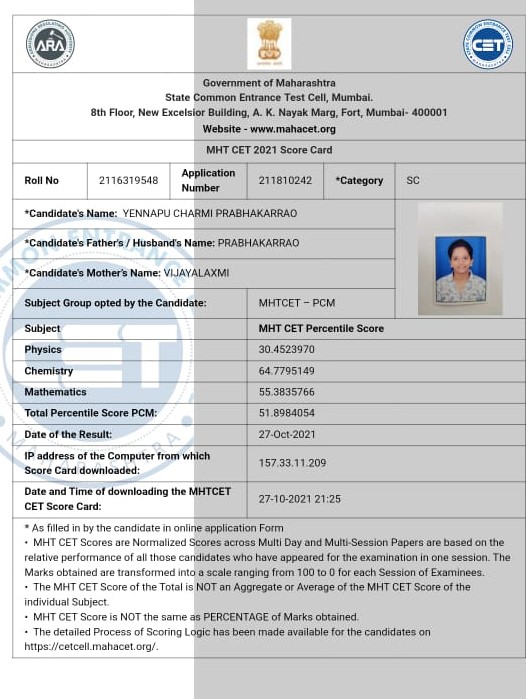 ARA
CET
Government of Maharashtra
State Common Entrance Test Cell, Mumbai.
8th Floor, New Excelsior Building, A. K. Nayak Marg, Fort, Mumbai- 400001
Website - www.mahacet.org
MHT CET 2021 Score Card
Roll No 2116319548 Application Number 211810242 *Category SC
*Candidate's Name: YENNAPU CHARMI PRABHAKARRAO
*Candidate's Father's / Husband's Name: PRABHAKARRAO
*Candidate's Mother's Name: VIJAYALAXMI
Subject Group opted by the Candidate: MHTCET – PCM
Subject MHT CET Percentile Score
Physics 30.4523970
Chemistry 64.7795149
Mathematics 55.3835766
Total Percentile Score PCM: 51.8984054
Date of the Result: 27-Oct-2021
IP address of the Computer from which
Score Card downloaded: 157.33.11.209
Date and Time of downloading the MHTCET
CET Score Card: 27-10-2021 21:25
* As filled in by the candidate in online application Form
• MHT CET Scores are Normalized Scores across Multi Day and Multi-Session Papers are based on the
relative performance of all those candidates who have appeared for the examination in one session. The
Marks obtained are transformed into a scale ranging from 100 to 0 for each Session of Examinees.
• The MHT CET Score of the Total is NOT an Aggregate or Average of the MHT CET Score of the
individual Subject.
• MHT CET Score is NOT the same as PERCENTAGE of Marks obtained.
• The detailed Process of Scoring Logic has been made available for the candidates on
https://cetcell.mahacet.org/.